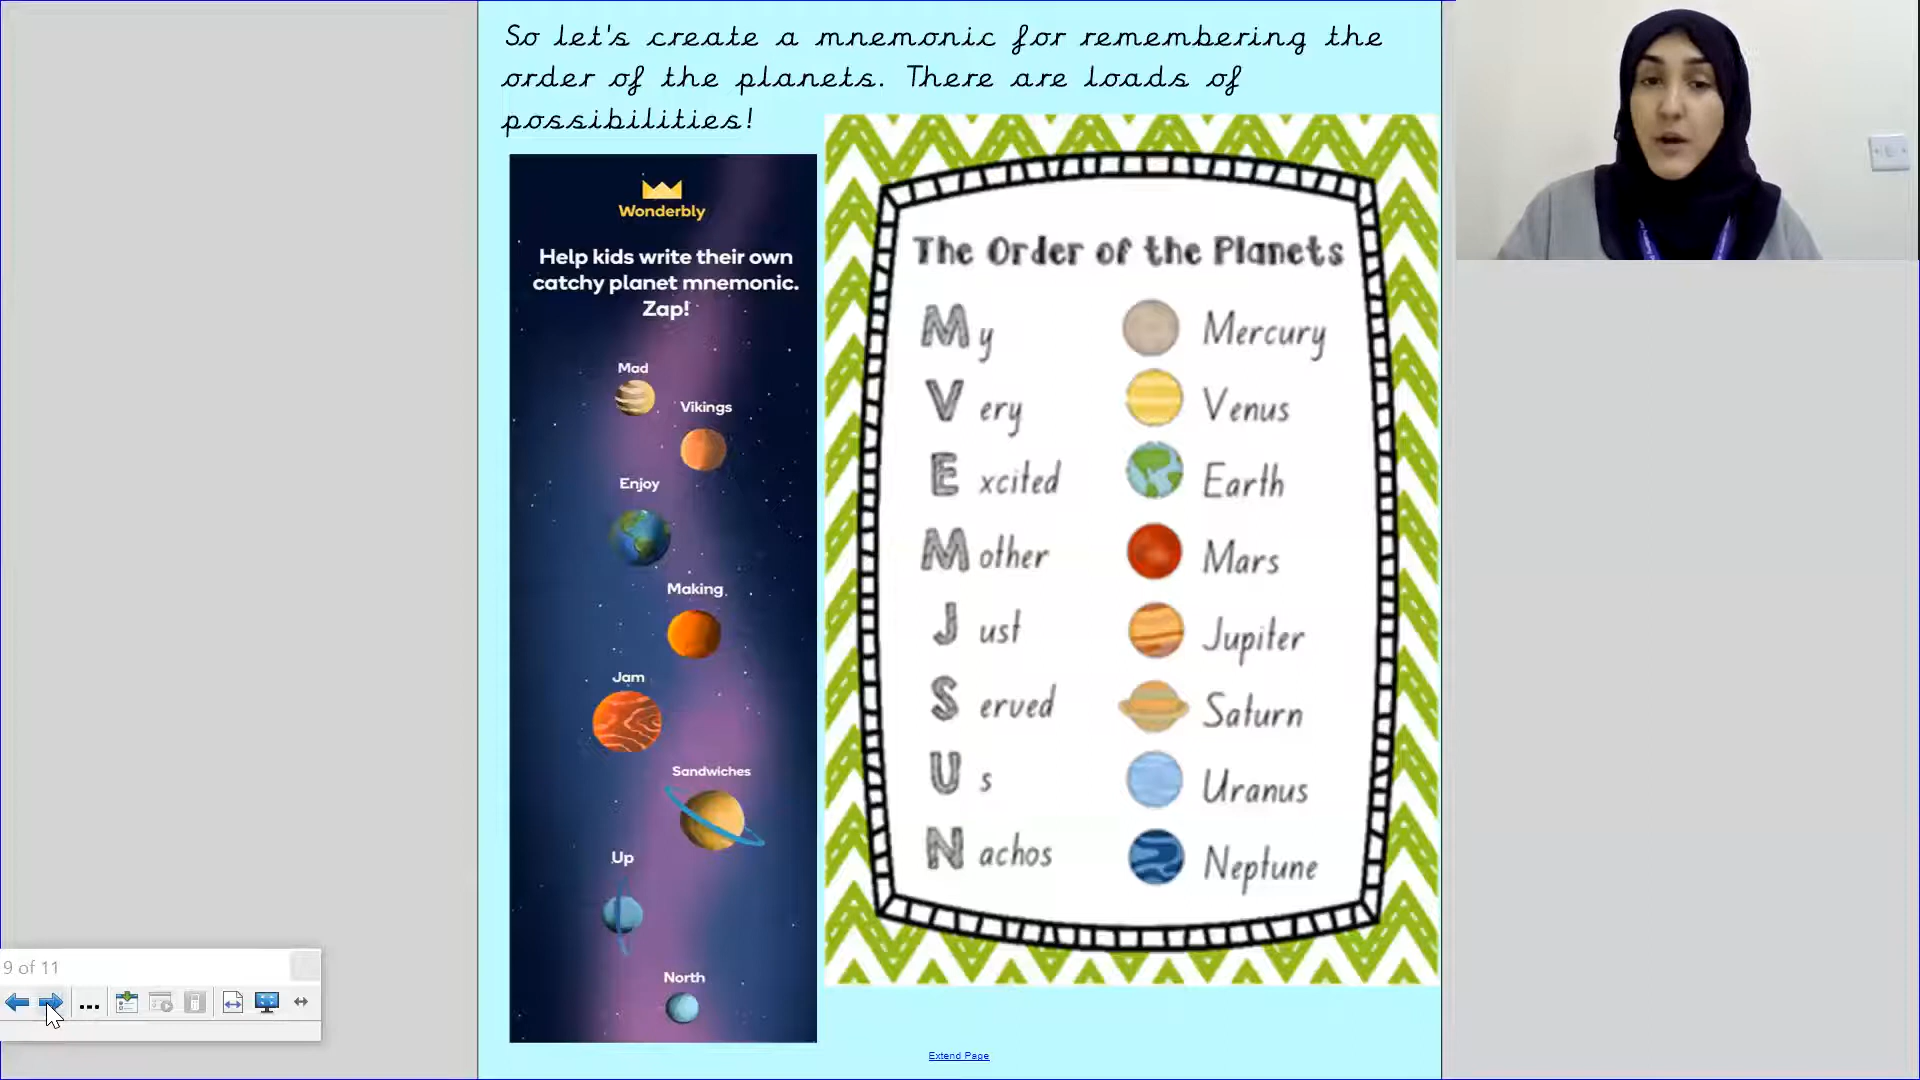 So let's create a mnemonic for remembering the
order of the planets. There are loads of
possibilities!
Wonderbly
Help kids write their own
catchy planet mnemonic.
Zap!
Mad
Vikings
Enjoy
Making
Jam
Sandwiches
Up
North
The Order of the Planets
My Mercury
Very Venus
Excited Earth
Mother Mars
Just Jupiter
Served Saturn
Us Uranus
Nachos Neptune
9 of 11
Extend Page